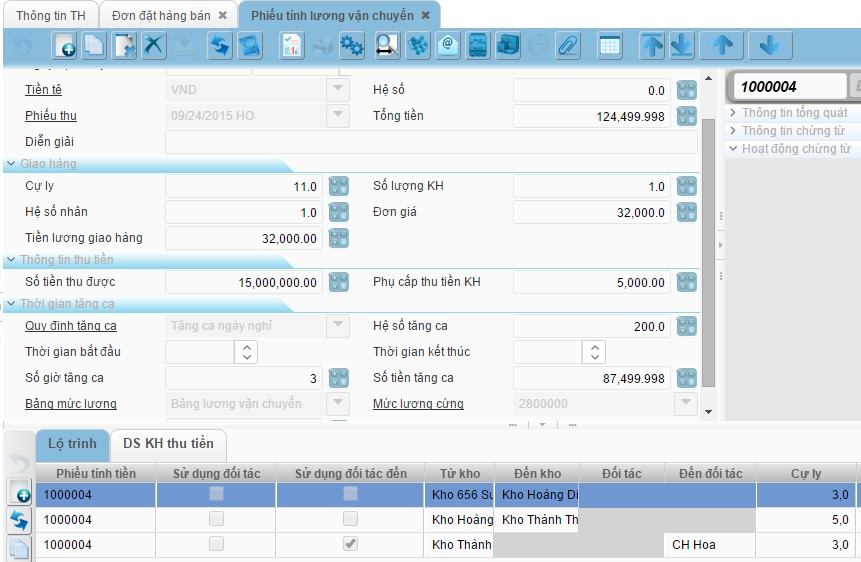 Thông tin TH Đơn đặt hàng bán Phiếu tính lương vận chuyển
Tiền tệ VND Hệ số 0.0
Phiếu thu 09/24/2015 HO Tổng tiền 124,499.998
Diễn giải
Giao hàng
Cự ly 11.0 Số lượng KH 1.0
Hệ số nhân 1.0 Đơn giá 32,000.0
Tiền lương giao hàng 32,000.00
Thông tin thu tiền
Số tiền thu được 15,000,000.00 Phụ cấp thu tiền KH 5,000.00
Thời gian tăng ca
Quy định tăng ca Tăng ca ngày nghỉ Hệ số tăng ca 200.0
Thời gian bắt đầu Thời gian kết thúc
Số giờ tăng ca 3 Số tiền tăng ca 87,499.998
Bảng mức lương Bảng lương vận chuyển Mức lương cứng 2800000
1000004
Thông tin tổng quát
Thông tin chứng từ
Hoạt động chứng từ
Lộ trình DS KH thu tiền
Phiếu tính tiền Sử dụng đối tác Sử dụng đối tác đến Từ kho Đến kho Đối tác Đến đối tác Cự ly
1000004 Kho 656 Kho Hoàng 3,0
1000004 Kho Hoàng Kho Thành 5,0
1000004 Kho Thành CH Hoa 3,0